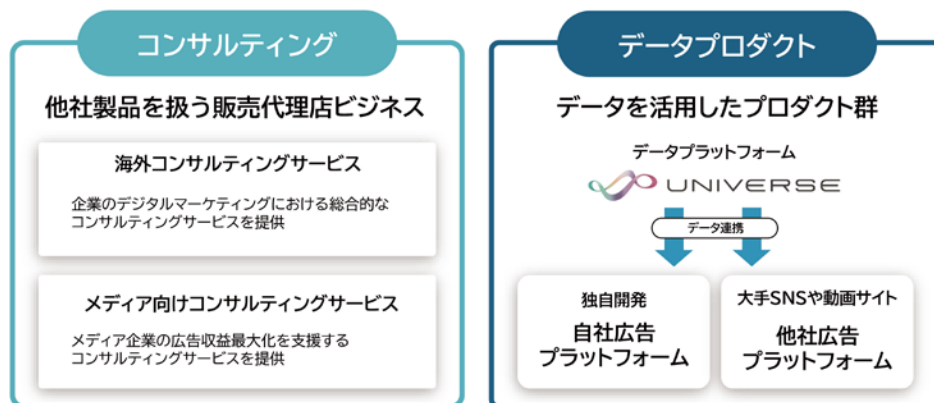 コンサルティング
他社製品を扱う販売代理店ビジネス
海外コンサルティングサービス
企業のデジタルマーケティングにおける総合的な
コンサルティングサービスを提供
メディア向けコンサルティングサービス
メディア企業の広告収益最大化を支援する
コンサルティングサービスを提供
データプロダクト
データを活用したプロダクト群
データプラットフォーム
UNIVERSE
データ連携
独自開発
自社広告
プラットフォーム
大手SNSや動画サイト
他社広告
プラットフォーム